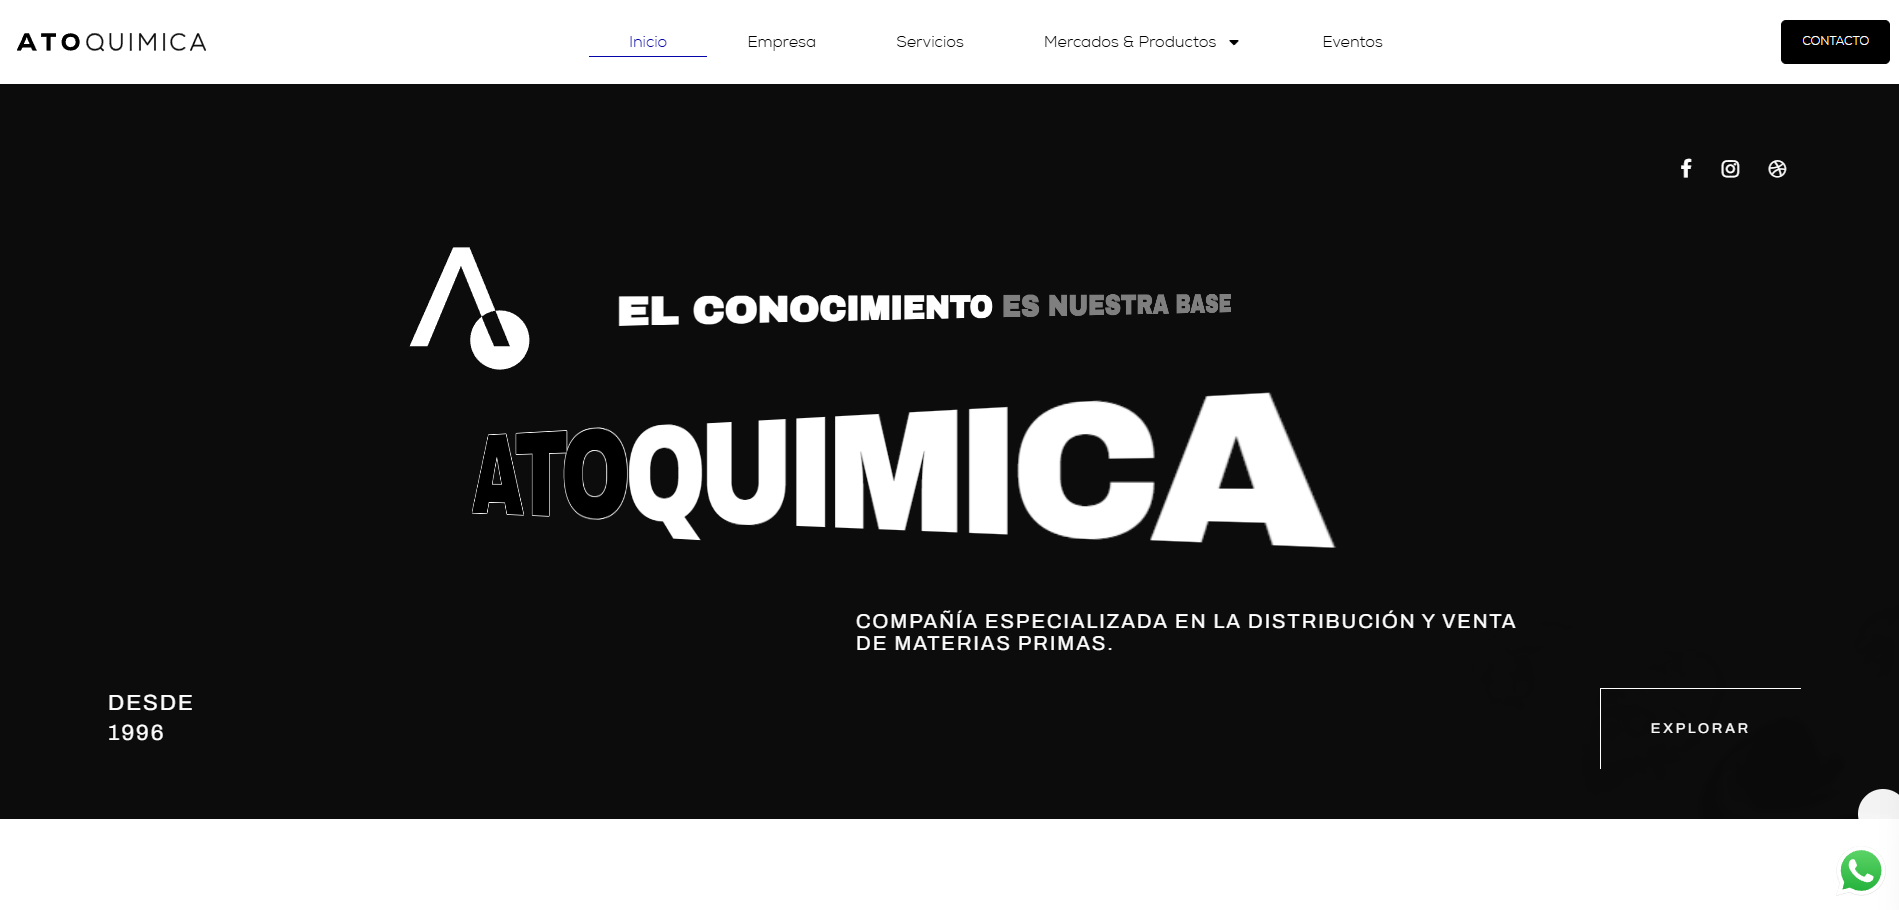 ATOQUIMICA
Inicio
Empresa
Servicios
Mercados & Productos
Eventos
CONTACTO
EL CONOCIMIENTO ES NUESTRA BASE
ATOQUIMICA
COMPAÑÍA ESPECIALIZADA EN LA DISTRIBUCIÓN Y VENTA
DE MATERIAS PRIMAS.
DESDE
1996
EXPLORAR